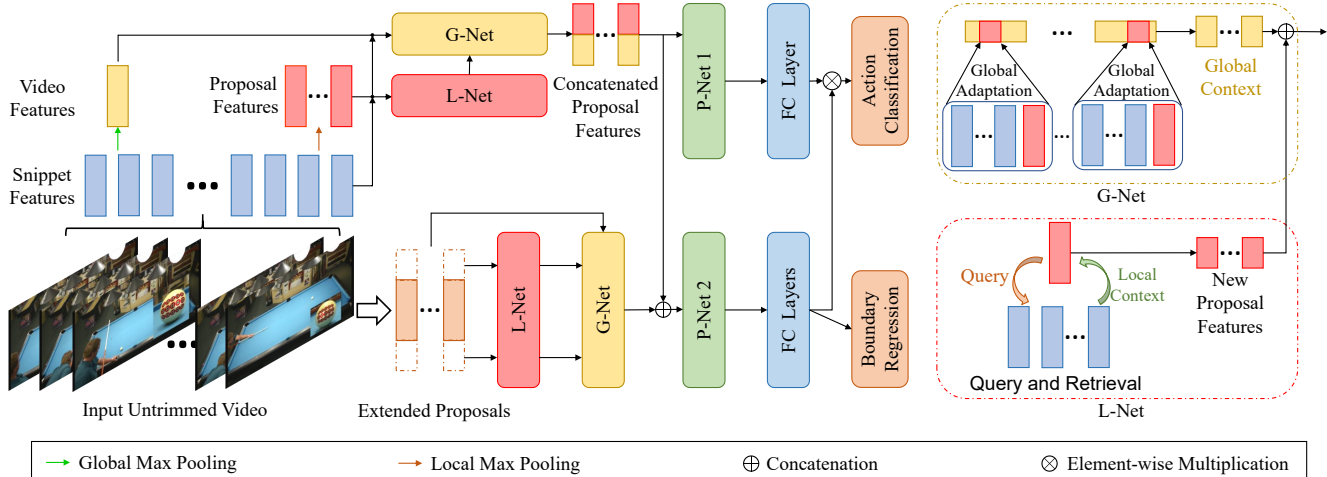 Video
Features
Proposal
Features
Snippet
Features
G-Net
L-Net
Concatenated
Proposal
Features
P-Net 1
FC Layer
Action
Classification
Input Untrimmed Video
Extended Proposals
L-Net
G-Net
P-Net 2
FC Layers
Boundary
Regression
Global
Adaptation
Global
Adaptation
Global
Context
G-Net
Query
Local
Context
New
Proposal
Features
Query and Retrieval
L-Net
Global Max Pooling
Local Max Pooling
Concatenation
Element-wise Multiplication